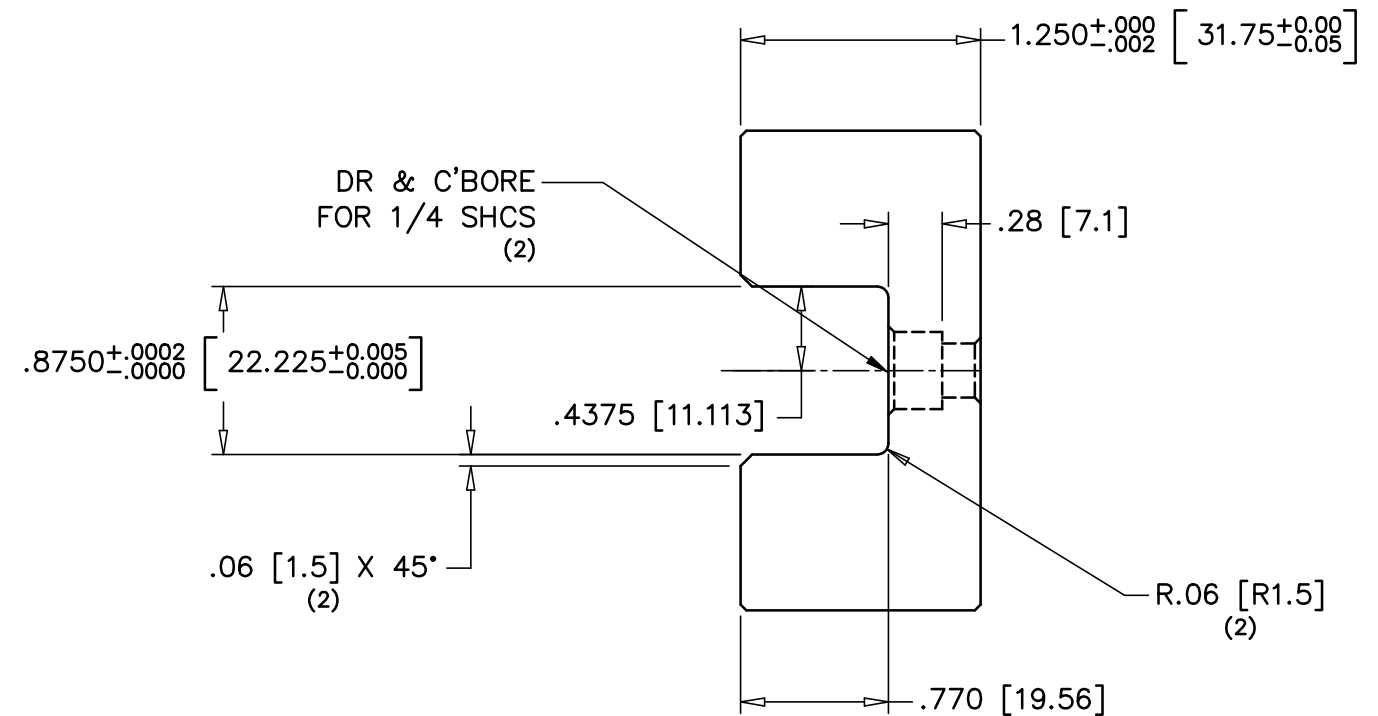 1.250+.000 -.002 [31.75+0.00 -0.05]
DR & C'BORE
FOR 1/4 SHCS
(2)
.28 [7.1]
.8750+.0002 -.0000 [22.225+0.005 -0.000]
.4375 [11.113]
.06 [1.5] X 45°
(2)
R.06 [R1.5]
(2)
.770 [19.56]